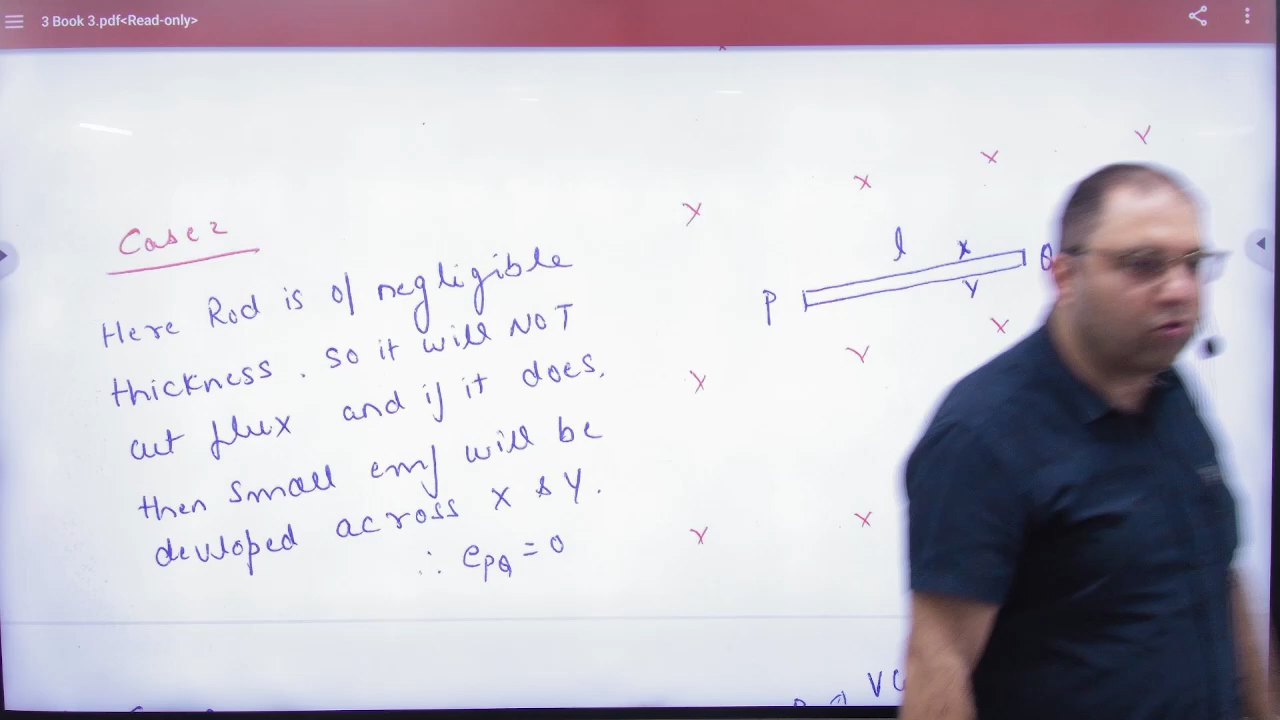 3 Book 3.pdf<Read-only>
Case 2
Here Rod is of negligible
thickness. So it will NOT
cut flux and if it does,
then small emf will be
devloped across X & Y.
∴ ePQ = 0
l X
P Q
Y